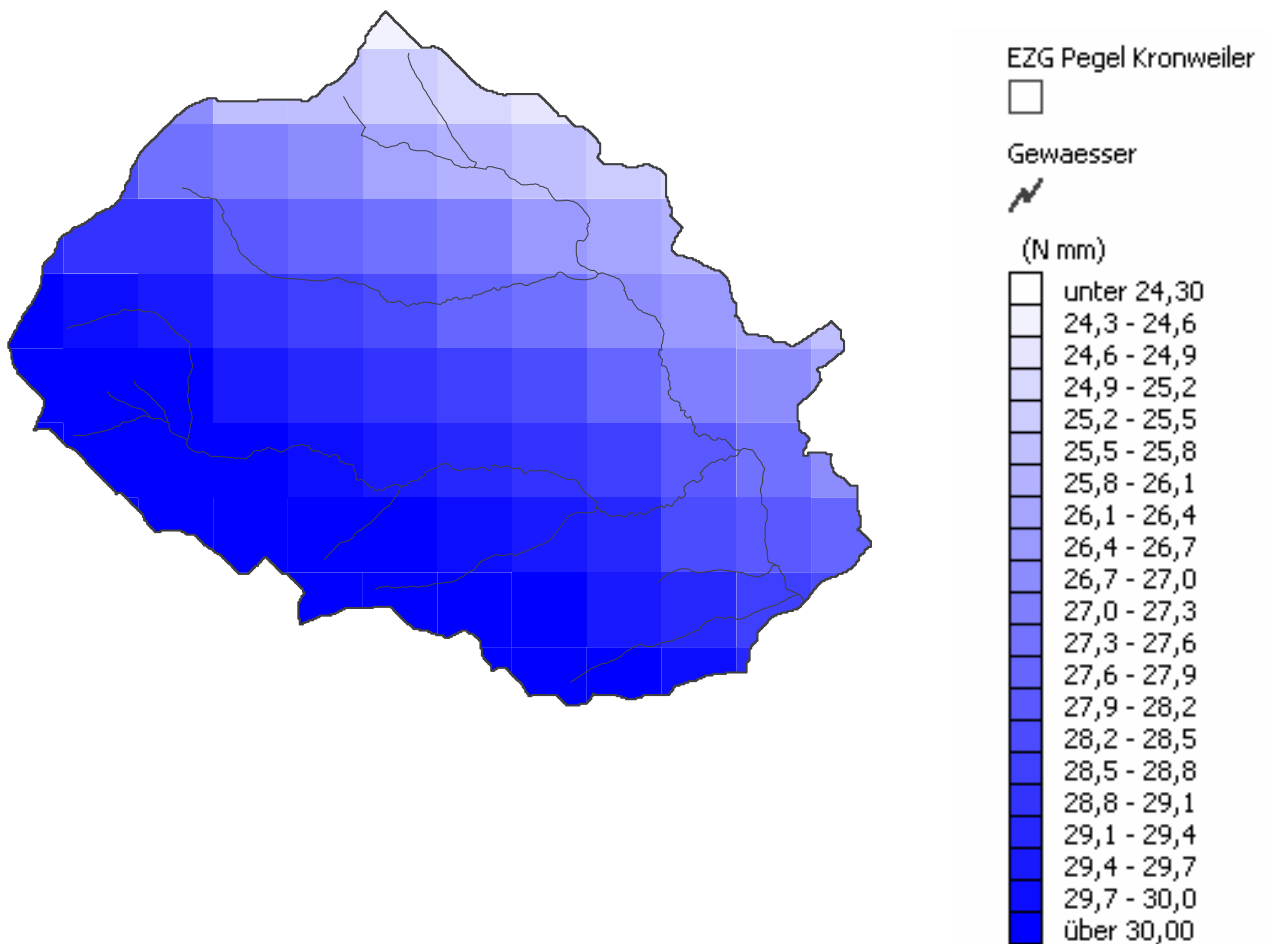 EZG Pegel Kronweiler
Gewaesser
(N mm)
unter 24,30
24,3 - 24,6
24,6 - 24,9
24,9 - 25,2
25,2 - 25,5
25,5 - 25,8
25,8 - 26,1
26,1 - 26,4
26,4 - 26,7
26,7 - 27,0
27,0 - 27,3
27,3 - 27,6
27,6 - 27,9
27,9 - 28,2
28,2 - 28,5
28,5 - 28,8
28,8 - 29,1
29,1 - 29,4
29,4 - 29,7
29,7 - 30,0
über 30,00